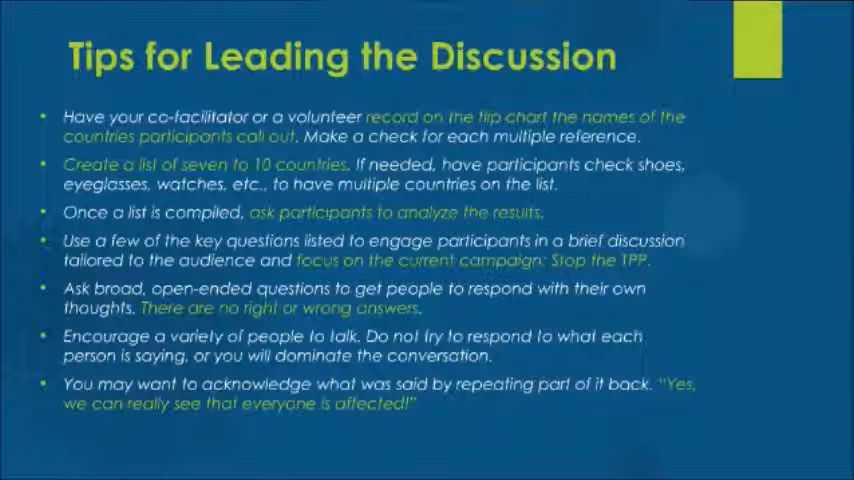 Tips for Leading the Discussion
• Have your co-facilitator or a volunteer record on the flip chart the names of the
countries participants call out. Make a check for each multiple reference.
• Create a list of seven to 10 countries. If needed, have participants check shoes,
eyeglasses, watches, etc., to have multiple countries on the list.
• Once a list is compiled, ask participants to analyze the results.
• Use a few of the key questions listed to engage participants in a brief discussion
tailored to the audience and focus on the current campaign: Stop the TPP.
• Ask broad, open-ended questions to get people to respond with their own
thoughts. There are no right or wrong answers.
• Encourage a variety of people to talk. Do not try to respond to what each
person is saying, or you will dominate the conversation.
• You may want to acknowledge what was said by repeating part of it back. "Yes,
we can really see that everyone is affected!"